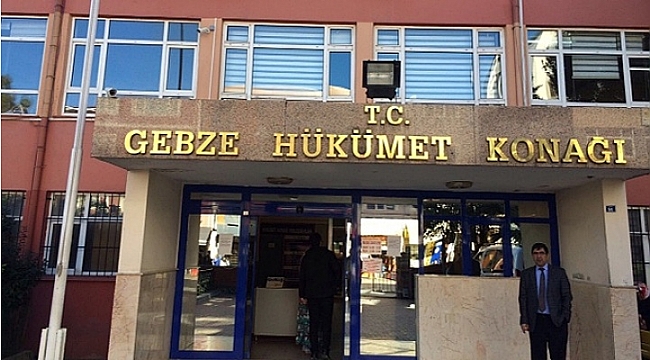 T.C.
GEBZE HÜKÜMET KONAĞI